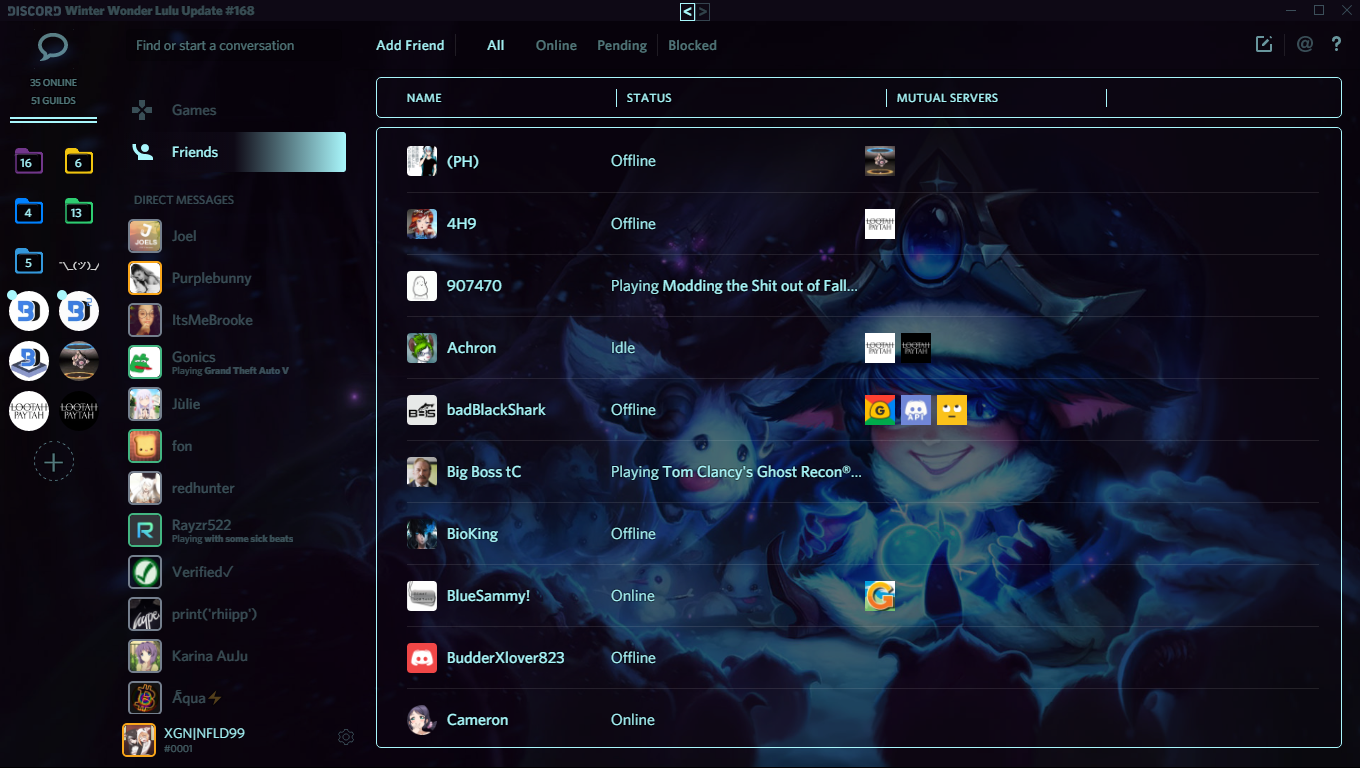 DISCORD Winter Wonder Lulu Update #168
< >
35 ONLINE
51 GUILDS
16
6
4
13
5
¯\_(ツ)_/
2
LOOTAH
PAYTAH
LOOTAH
PAYTAH
Find or start a conversation
Games
Friends
DIRECT MESSAGES
J
JOELS
Joel
Purplebunny
ItsMeBrooke
Gonics
Playing Grand Theft Auto V
Jùlie
fon
redhunter
R
Rayzr522
Playing with some sick beats
Verified✓
print('rhiipp')
Karina AuJu
Āqua⚡
XGN|NFLD99
#0001
Add Friend
All
Online
Pending
Blocked
@
?
NAME
STATUS
MUTUAL SERVERS
(PH)
Offline
4H9
Offline
LOOTAH
PAYTAH
907470
Playing Modding the Shit out of Fall...
Achron
Idle
LOOTAH
PAYTAH
LOOTAH
PAYTAH
badBlackShark
Offline
G
API
Big Boss tC
Playing Tom Clancy's Ghost Recon®...
BioKing
Offline
BlueSammy!
Online
G
BudderXlover823
Offline
Cameron
Online